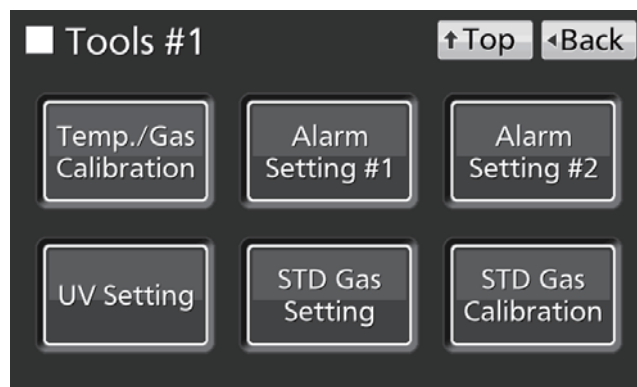 Tools #1
↑Top
◂Back
Temp./Gas
Calibration
Alarm
Setting #1
Alarm
Setting #2
UV Setting
STD Gas
Setting
STD Gas
Calibration